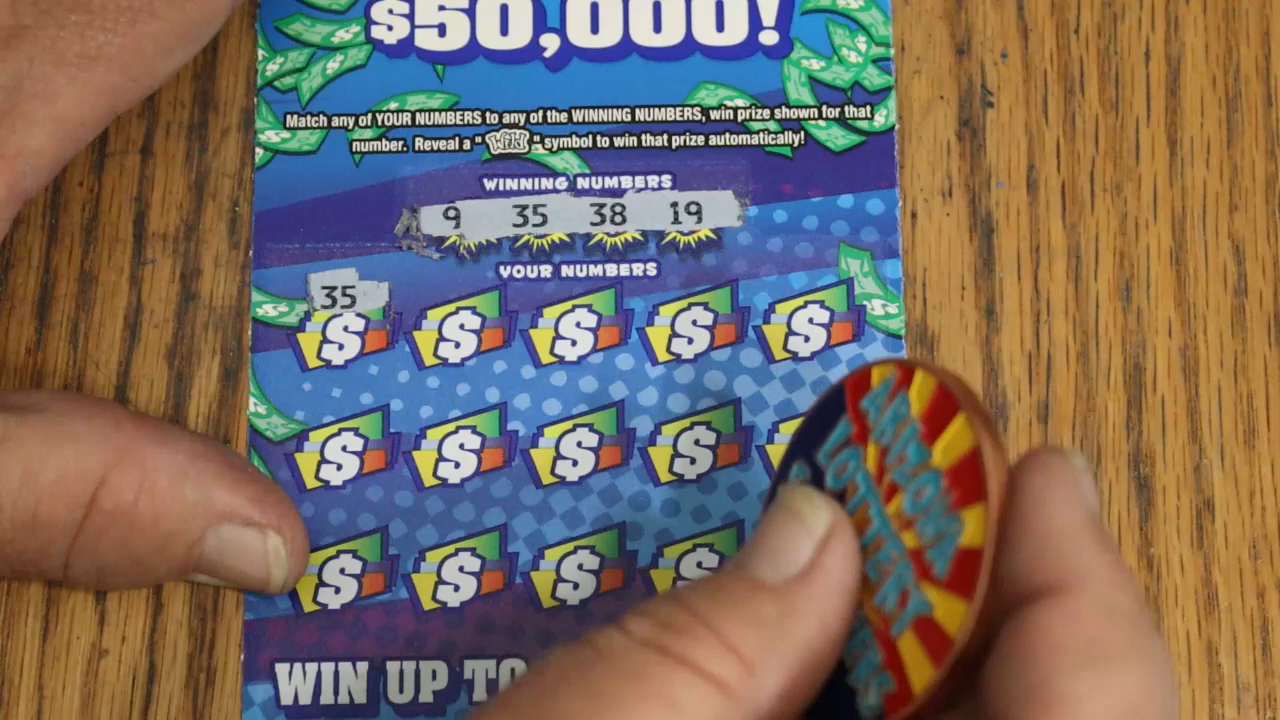 $50,000!
Match any of YOUR NUMBERS to any of the WINNING NUMBERS, win prize shown for that
number. Reveal a "Wild" symbol to win that prize automatically!
WINNING NUMBERS
9 35 38 19
YOUR NUMBERS
35
$ $ $ $ $
$ $ $ $
$ $ $ $
ARIZONA
LOTTERY
WIN UP TO